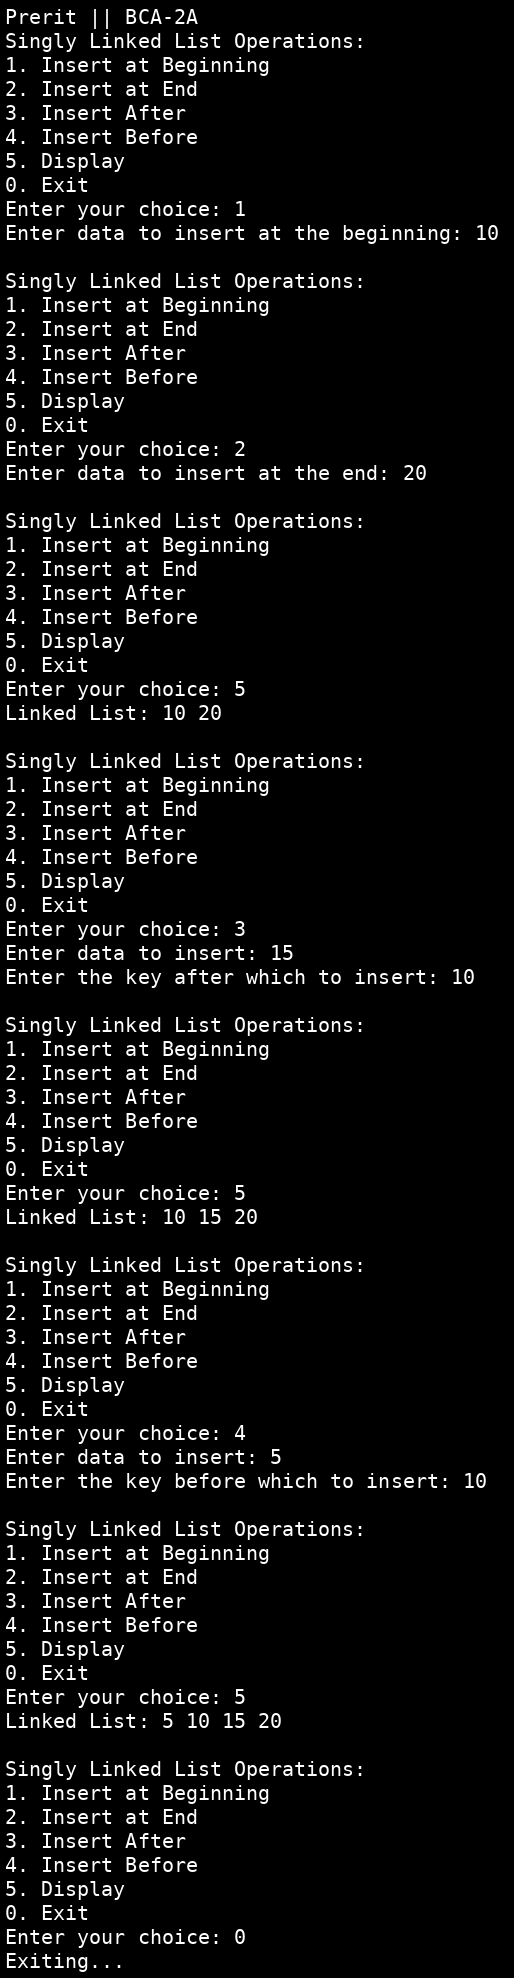 Prerit || BCA-2A
Singly Linked List Operations:
1. Insert at Beginning
2. Insert at End
3. Insert After
4. Insert Before
5. Display
0. Exit
Enter your choice: 1
Enter data to insert at the beginning: 10

Singly Linked List Operations:
1. Insert at Beginning
2. Insert at End
3. Insert After
4. Insert Before
5. Display
0. Exit
Enter your choice: 2
Enter data to insert at the end: 20

Singly Linked List Operations:
1. Insert at Beginning
2. Insert at End
3. Insert After
4. Insert Before
5. Display
0. Exit
Enter your choice: 5
Linked List: 10 20

Singly Linked List Operations:
1. Insert at Beginning
2. Insert at End
3. Insert After
4. Insert Before
5. Display
0. Exit
Enter your choice: 3
Enter data to insert: 15
Enter the key after which to insert: 10

Singly Linked List Operations:
1. Insert at Beginning
2. Insert at End
3. Insert After
4. Insert Before
5. Display
0. Exit
Enter your choice: 5
Linked List: 10 15 20

Singly Linked List Operations:
1. Insert at Beginning
2. Insert at End
3. Insert After
4. Insert Before
5. Display
0. Exit
Enter your choice: 4
Enter data to insert: 5
Enter the key before which to insert: 10

Singly Linked List Operations:
1. Insert at Beginning
2. Insert at End
3. Insert After
4. Insert Before
5. Display
0. Exit
Enter your choice: 5
Linked List: 5 10 15 20

Singly Linked List Operations:
1. Insert at Beginning
2. Insert at End
3. Insert After
4. Insert Before
5. Display
0. Exit
Enter your choice: 0
Exiting...